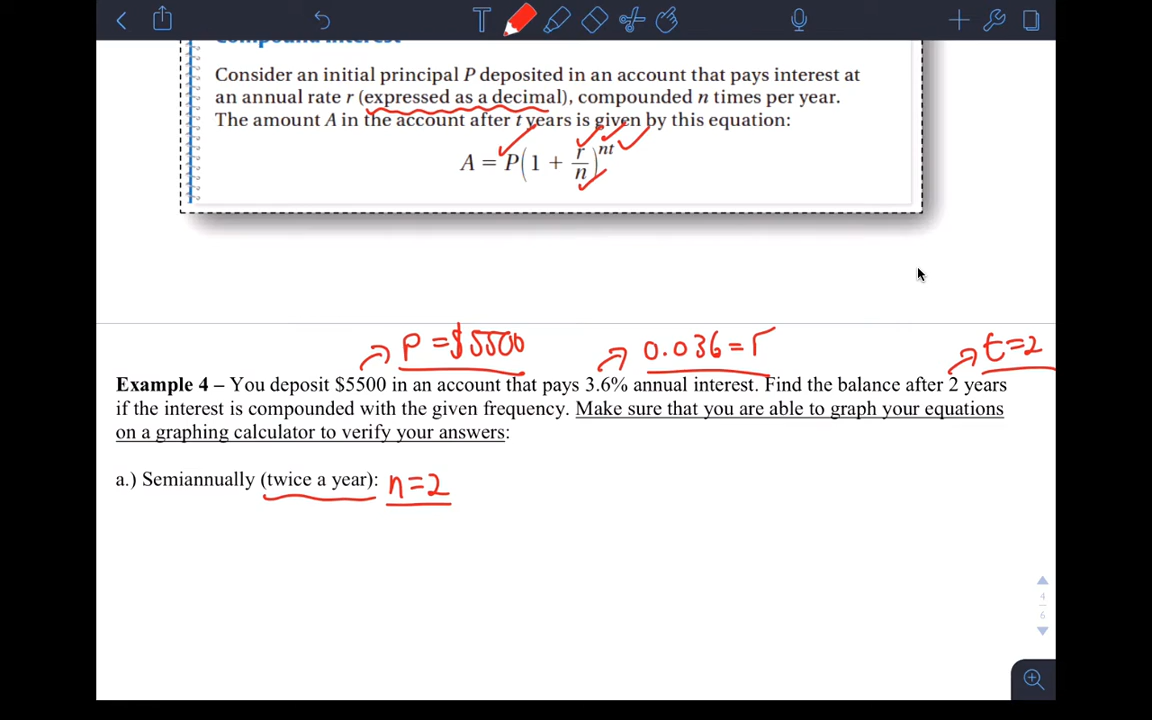 Compound Interest
Consider an initial principal P deposited in an account that pays interest at
an annual rate r (expressed as a decimal), compounded n times per year.
The amount A in the account after t years is given by this equation:
A = P(1 + r/n)^nt
P = $5500
0.036 = r
t = 2
Example 4 – You deposit $5500 in an account that pays 3.6% annual interest. Find the balance after 2 years
if the interest is compounded with the given frequency. Make sure that you are able to graph your equations
on a graphing calculator to verify your answers:
a.) Semiannually (twice a year): n=2
4
6